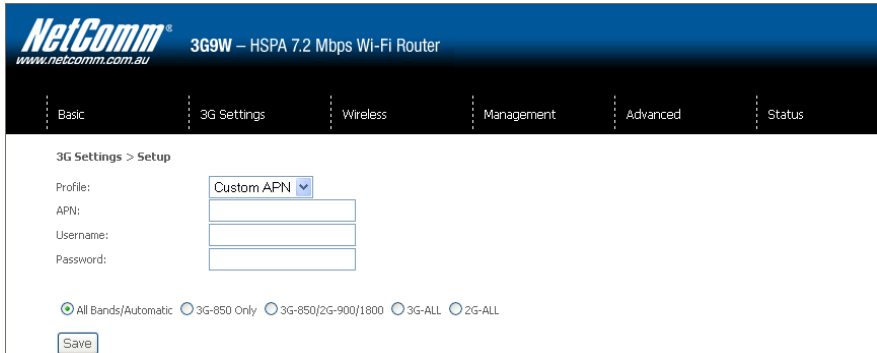 NetComm®
www.netcomm.com.au
3G9W – HSPA 7.2 Mbps Wi-Fi Router
Basic 3G Settings Wireless Management Advanced Status
3G Settings > Setup
Profile: Custom APN
APN:
Username:
Password:
All Bands/Automatic 3G-850 Only 3G-850/2G-900/1800 3G-ALL 2G-ALL
Save